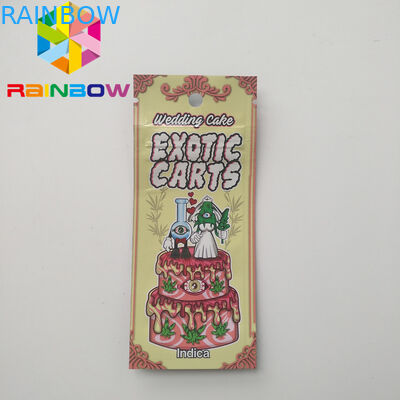 RAINBOW
RAINBOW
Wedding Cake
EXOTIC
CARTS
Indica